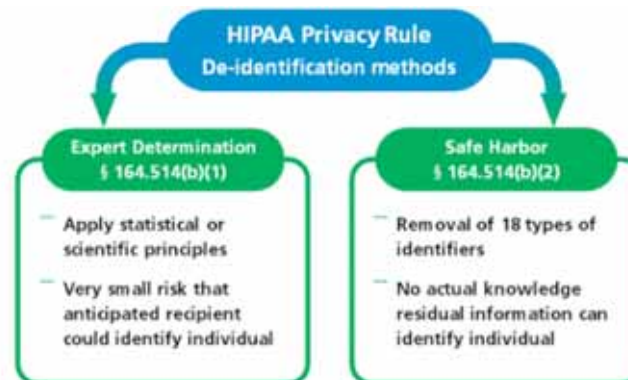 HIPAA Privacy Rule
De-identification methods
Expert Determination
§ 164.514(b)(1)
Apply statistical or
scientific principles
Very small risk that
anticipated recipient
could identify individual
Safe Harbor
§ 164.514(b)(2)
Removal of 18 types of
identifiers
No actual knowledge
residual information can
identify individual